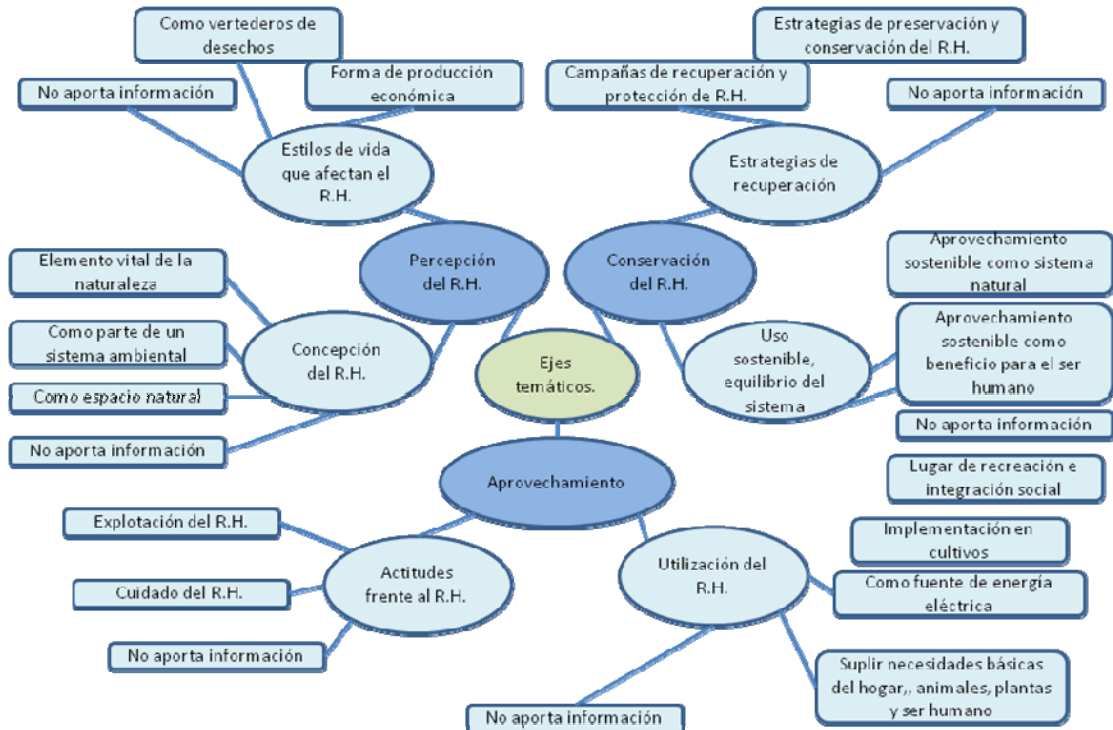 Como vertederos de
desechos
Estrategias de preservación y
conservación del R.H.
No aporta información
Forma de producción
económica
Campañas de recuperación y
protección de R.H.
No aporta información
Estilos de vida
que afectan el
R.H.
Estrategias de
recuperación
Percepción
del R.H.
Conservación
del R.H.
Elemento vital de la
naturaleza
Como parte de un
sistema ambiental
Como espacio natural
No aporta información
Concepción
del R.H.
Ejes
temáticos.
Uso
sostenible,
equilibrio del
sistema
Aprovechamiento
sostenible como sistema
natural
Aprovechamiento
sostenible como
beneficio para el ser
humano
No aporta información
Aprovechamiento
Lugar de recreación e
integración social
Explotación del R.H.
Cuidado del R.H.
No aporta información
Actitudes
frente al R.H.
Utilización del
R.H.
Implementación en
cultivos
Como fuente de energía
eléctrica
Suplir necesidades básicas
del hogar,, animales, plantas
y ser humano
No aporta información